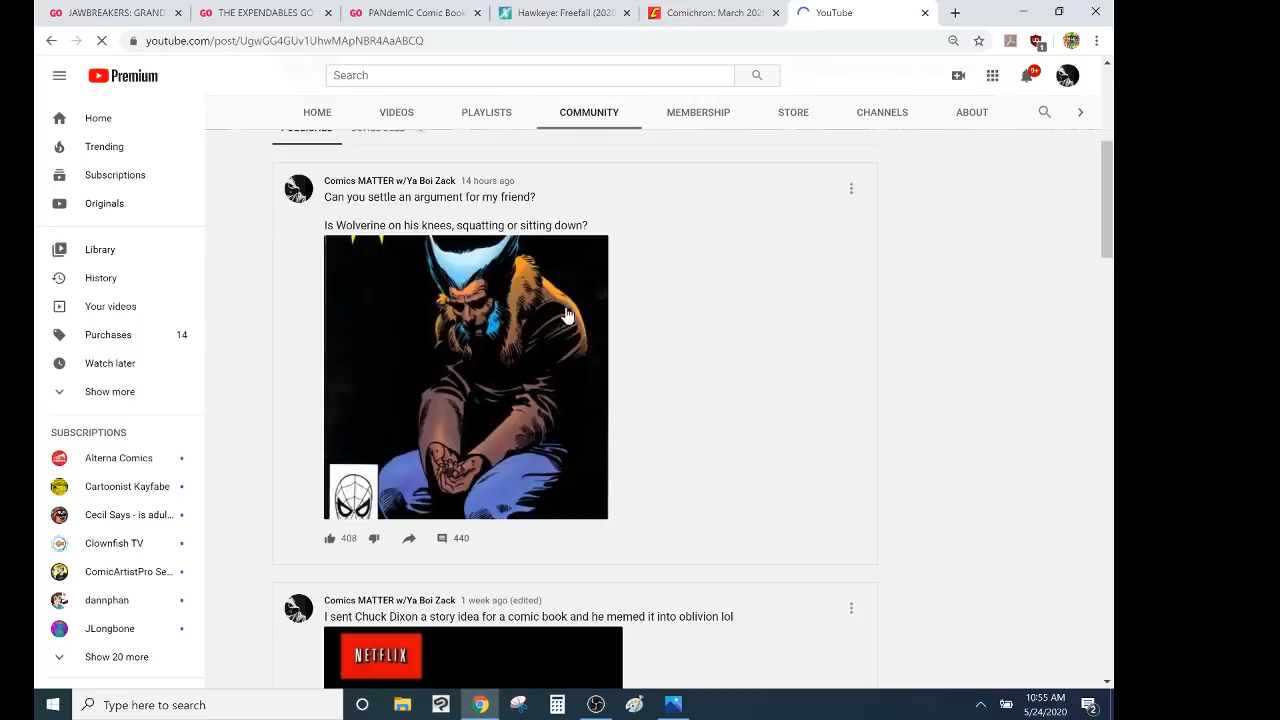 JAWBREAKERS: GRAND
THE EXPENDABLES GO
PANdemIC Comic Book
Hawkeye: Freefall (2020
Comichron: March 2020
YouTube
youtube.com/post/UgwGG4GUv1UhwMApNBR4AaABCQ
1
Premium
Search
9+
HOME
VIDEOS
PLAYLISTS
COMMUNITY
MEMBERSHIP
STORE
CHANNELS
ABOUT
Home
Trending
Subscriptions
Originals
Library
History
Your videos
Purchases 14
Watch later
Show more
SUBSCRIPTIONS
Alterna Comics
Cartoonist Kayfabe
Cecil Says - is adul...
Clownfish TV
ComicArtistPro Se...
dannphan
JLongbone
Show 20 more
Comics MATTER w/Ya Boi Zack 14 hours ago
Can you settle an argument for my friend?
Is Wolverine on his knees, squatting or sitting down?
408
440
Comics MATTER w/Ya Boi Zack 1 week ago (edited)
I sent Chuck Dixon a story idea for a comic book and he memed it into oblivion lol
NETFLIX
Type here to search
10:55 AM
5/24/2020
2